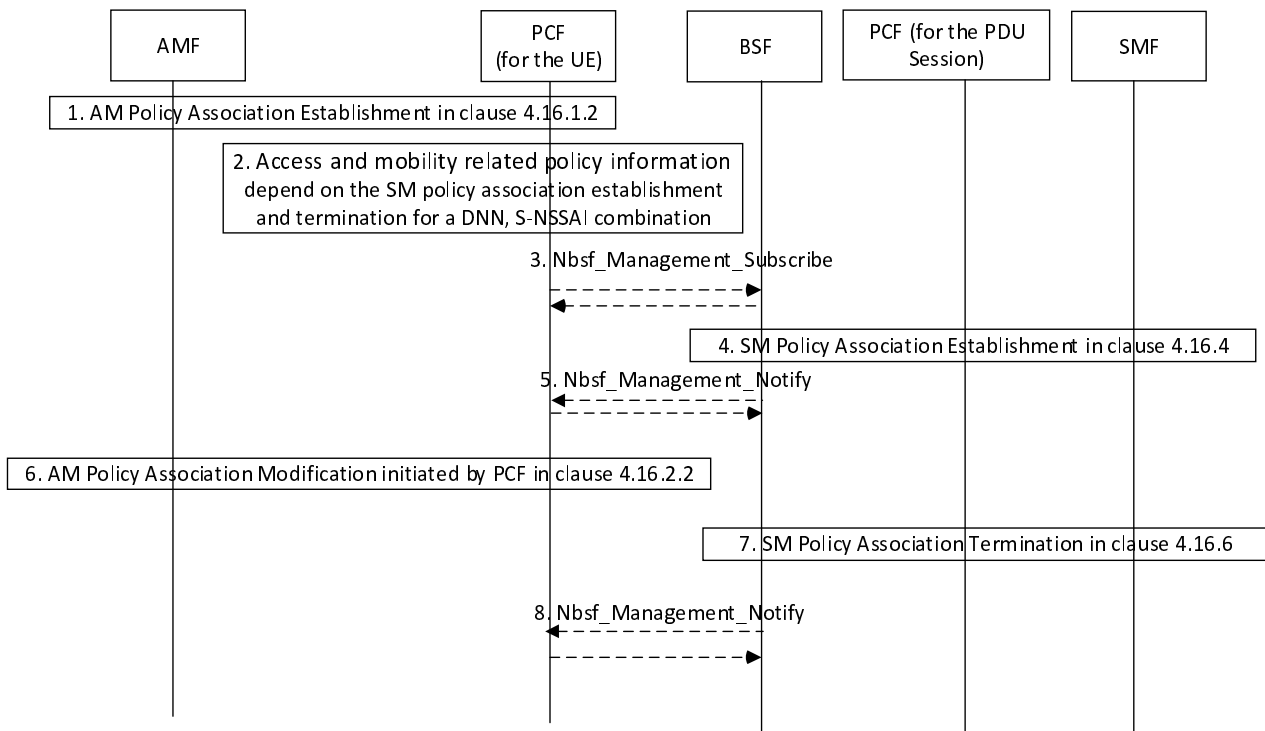 AMF
PCF
(for the UE)
BSF
PCF (for the PDU
Session)
SMF
1. AM Policy Association Establishment in clause 4.16.1.2
2. Access and mobility related policy information
depend on the SM policy association establishment
and termination for a DNN, S-NSSAI combination
3. Nbsf_Management_Subscribe
4. SM Policy Association Establishment in clause 4.16.4
5. Nbsf_Management_Notify
6. AM Policy Association Modification initiated by PCF in clause 4.16.2.2
7. SM Policy Association Termination in clause 4.16.6
8. Nbsf_Management_Notify